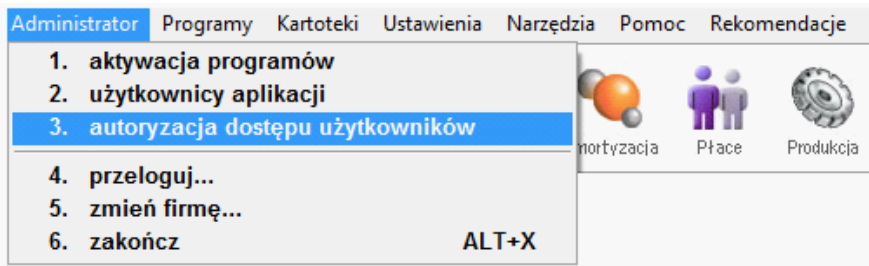 Administrator Programy Kartoteki Ustawienia Narzędzia Pomoc Rekomendacje
1. aktywacja programów
2. użytkownicy aplikacji
3. autoryzacja dostępu użytkowników
4. przeloguj...
5. zmień firmę...
6. zakończ ALT+X
mortyzacja Płace Produkcja